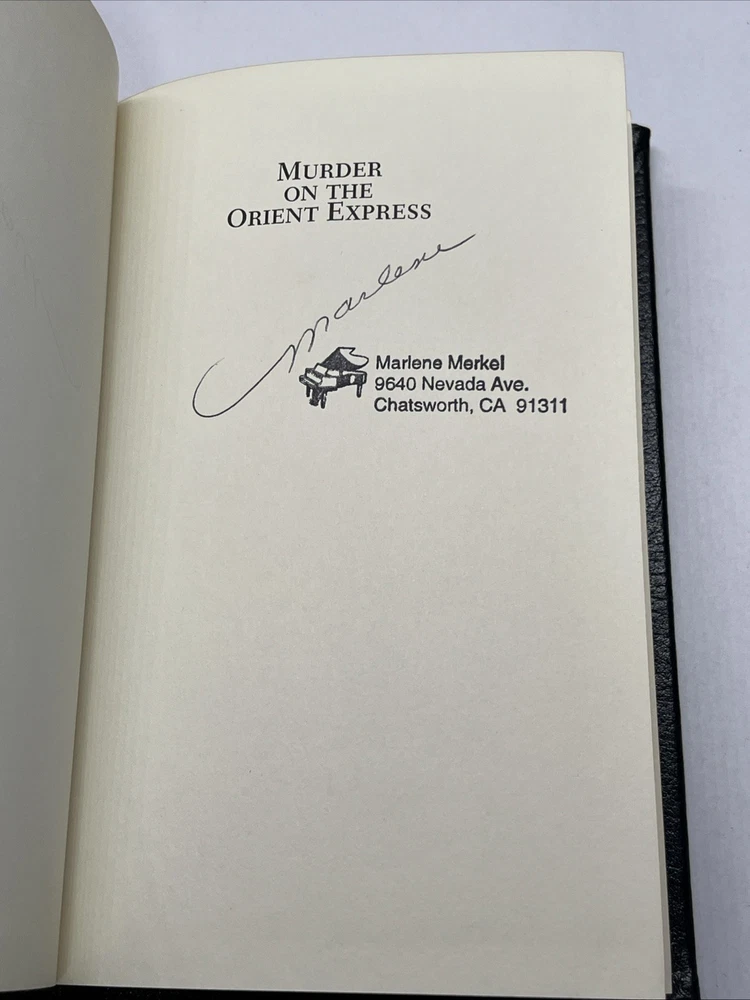 MURDER
ON THE
ORIENT EXPRESS
Marlene
Marlene Merkel
9640 Nevada Ave.
Chatsworth, CA 91311